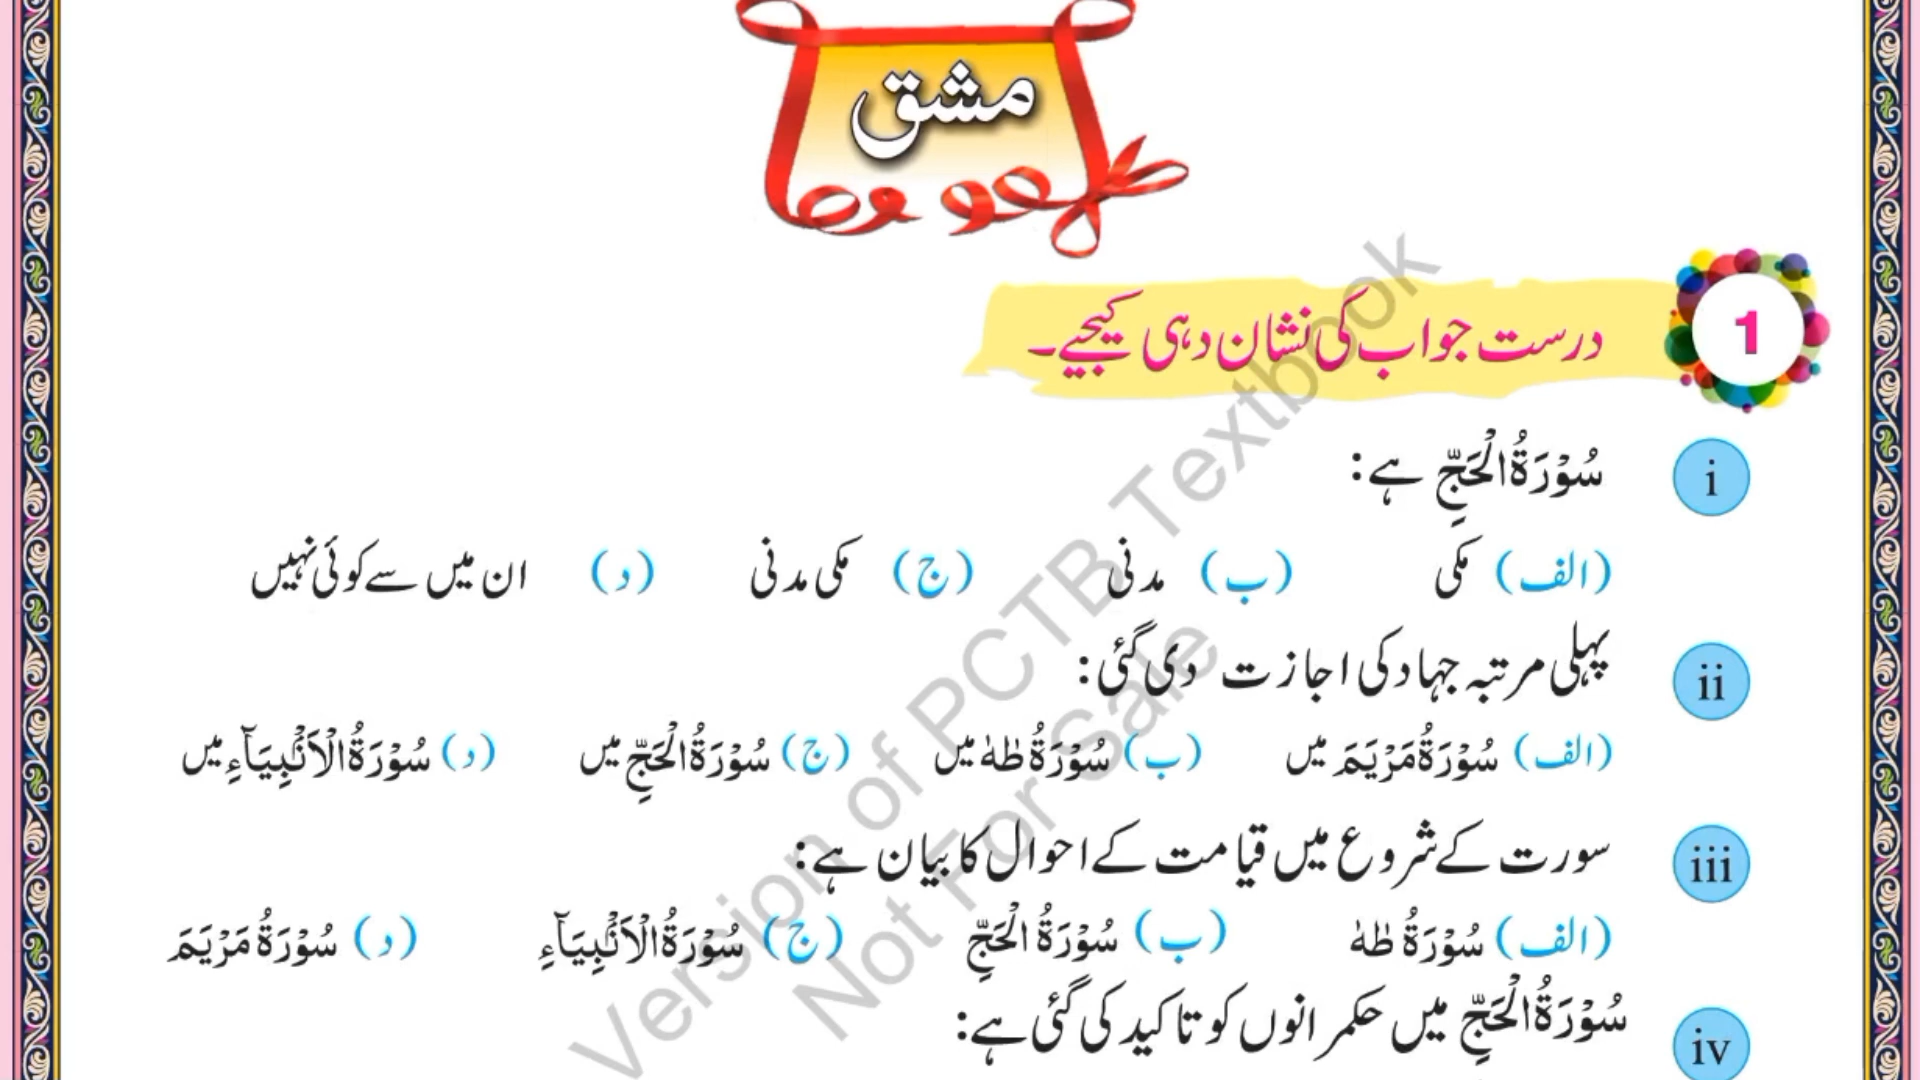 مشق
1 درست جواب کی نشان دہی کیجیے۔
i سُوْرَۃُ الْحَجِّ ہے:
(الف) مکی (ب) مدنی (ج) مکی مدنی (د) ان میں سے کوئی نہیں
ii پہلی مرتبہ جہاد کی اجازت دی گئی:
(الف) سُوْرَۃُ مَرْیَمَ میں (ب) سُوْرَۃُ طٰہٰ میں (ج) سُوْرَۃُ الْحَجِّ میں (د) سُوْرَۃُ الْاَنْۢبِیَآءِ میں
iii سورت کے شروع میں قیامت کے احوال کا بیان ہے:
(الف) سُوْرَۃُ طٰہٰ (ب) سُوْرَۃُ الْحَجِّ (ج) سُوْرَۃُ الْاَنْۢبِیَآءِ (د) سُوْرَۃُ مَرْیَمَ
iv سُوْرَۃُ الْحَجِّ میں حکمرانوں کو تاکید کی گئی ہے:
Version of PCTB Textbook
Not For Sale